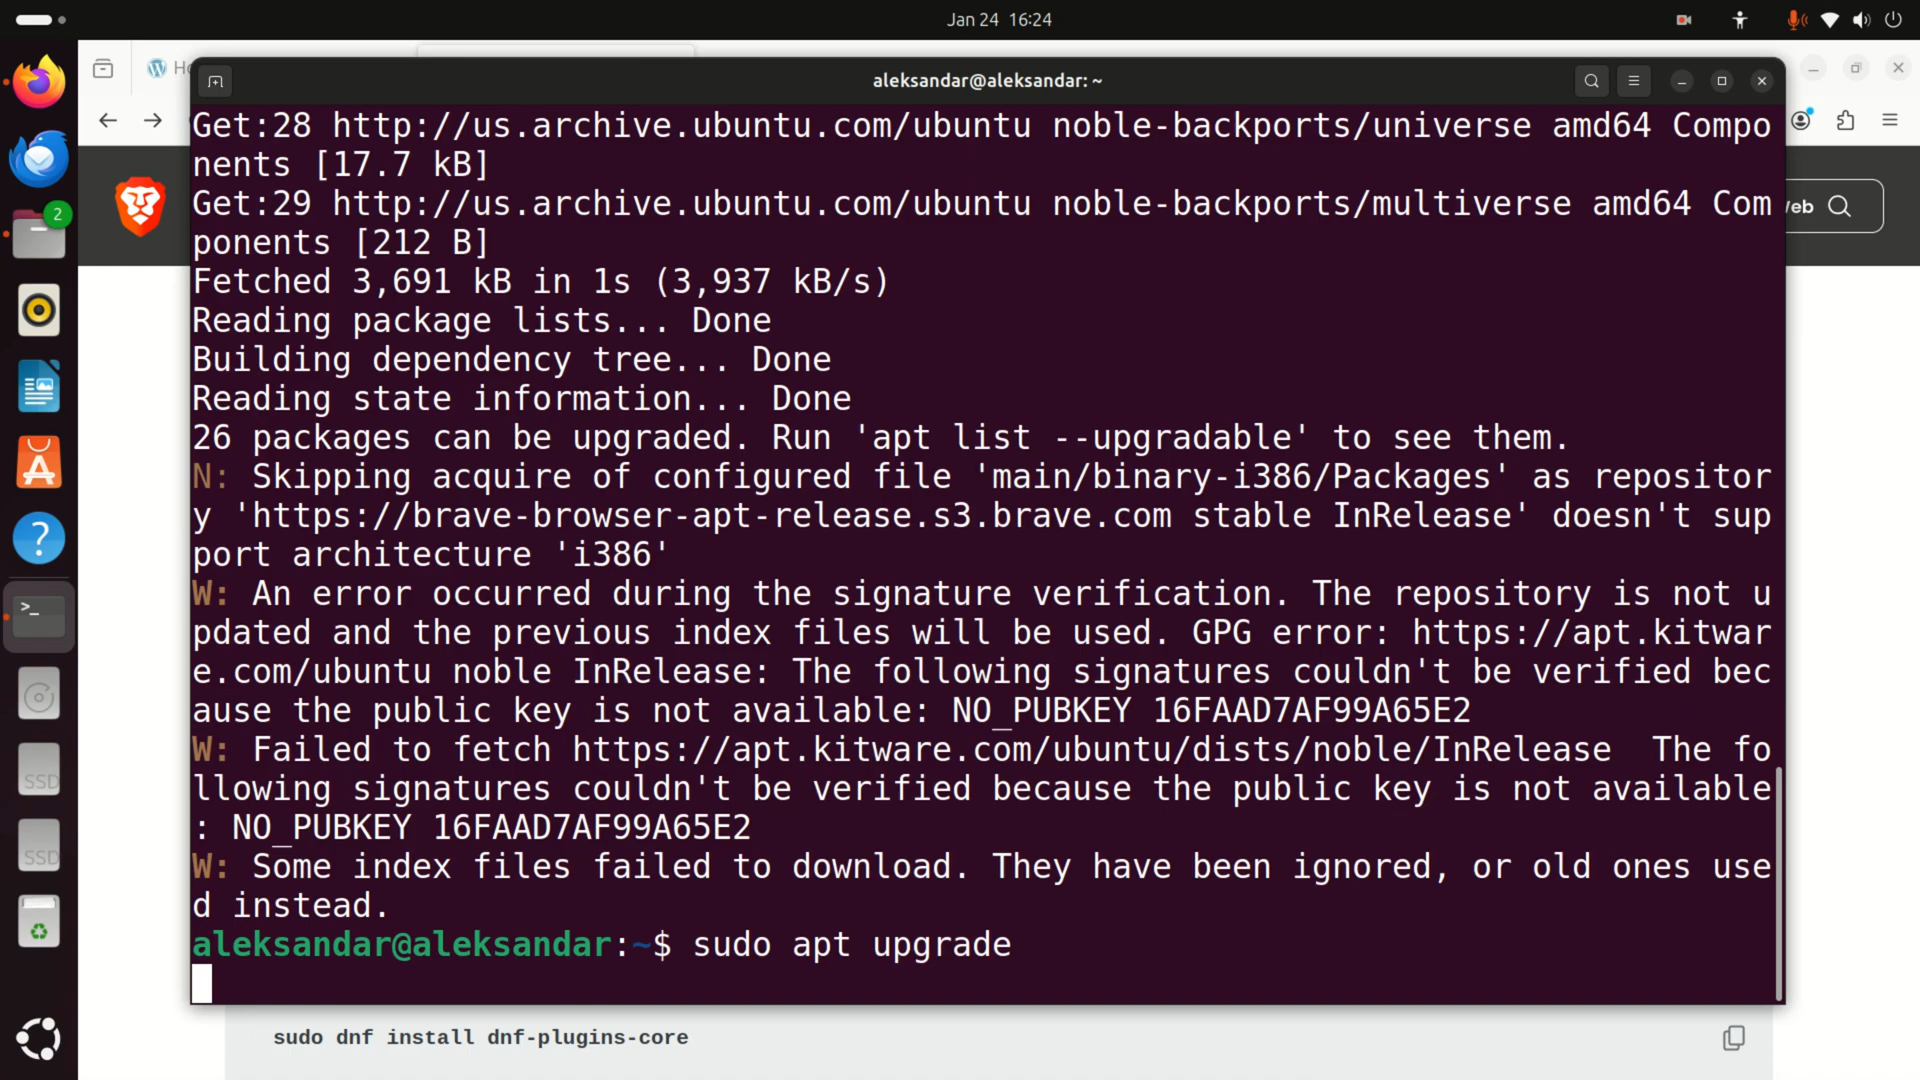 Jan 24 16:24
aleksandar@aleksandar: ~
Get:28 http://us.archive.ubuntu.com/ubuntu noble-backports/universe amd64 Compo
nents [17.7 kB]
Get:29 http://us.archive.ubuntu.com/ubuntu noble-backports/multiverse amd64 Com
ponents [212 B]
Fetched 3,691 kB in 1s (3,937 kB/s)
Reading package lists... Done
Building dependency tree... Done
Reading state information... Done
26 packages can be upgraded. Run 'apt list --upgradable' to see them.
N: Skipping acquire of configured file 'main/binary-i386/Packages' as repositor
y 'https://brave-browser-apt-release.s3.brave.com stable InRelease' doesn't sup
port architecture 'i386'
W: An error occurred during the signature verification. The repository is not u
pdated and the previous index files will be used. GPG error: https://apt.kitwar
e.com/ubuntu noble InRelease: The following signatures couldn't be verified bec
ause the public key is not available: NO_PUBKEY 16FAAD7AF99A65E2
W: Failed to fetch https://apt.kitware.com/ubuntu/dists/noble/InRelease  The fo
llowing signatures couldn't be verified because the public key is not available
: NO_PUBKEY 16FAAD7AF99A65E2
W: Some index files failed to download. They have been ignored, or old ones use
d instead.
aleksandar@aleksandar:~$ sudo apt upgrade
sudo dnf install dnf-plugins-core
2
SSD
SSD